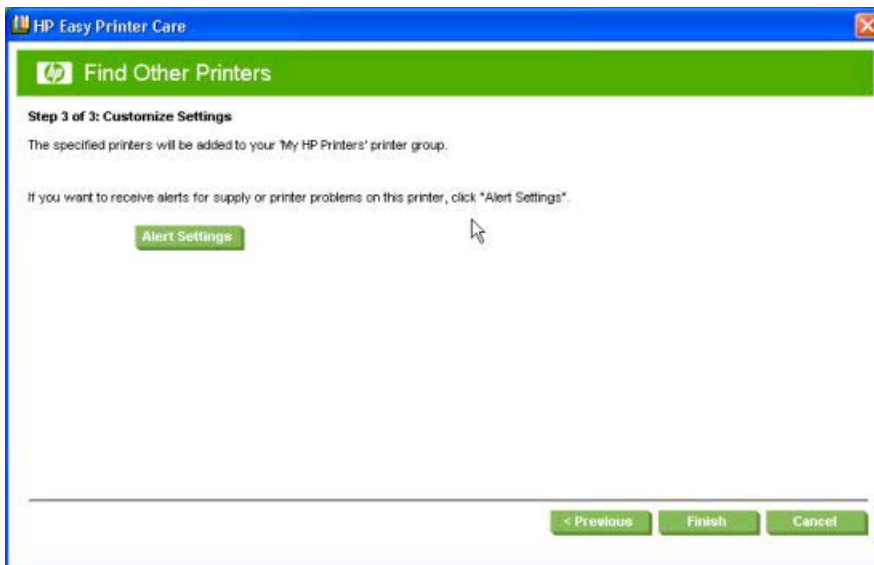 HP Easy Printer Care
hp Find Other Printers
Step 3 of 3: Customize Settings
The specified printers will be added to your 'My HP Printers' printer group.
If you want to receive alerts for supply or printer problems on this printer, click "Alert Settings".
Alert Settings
< Previous Finish Cancel